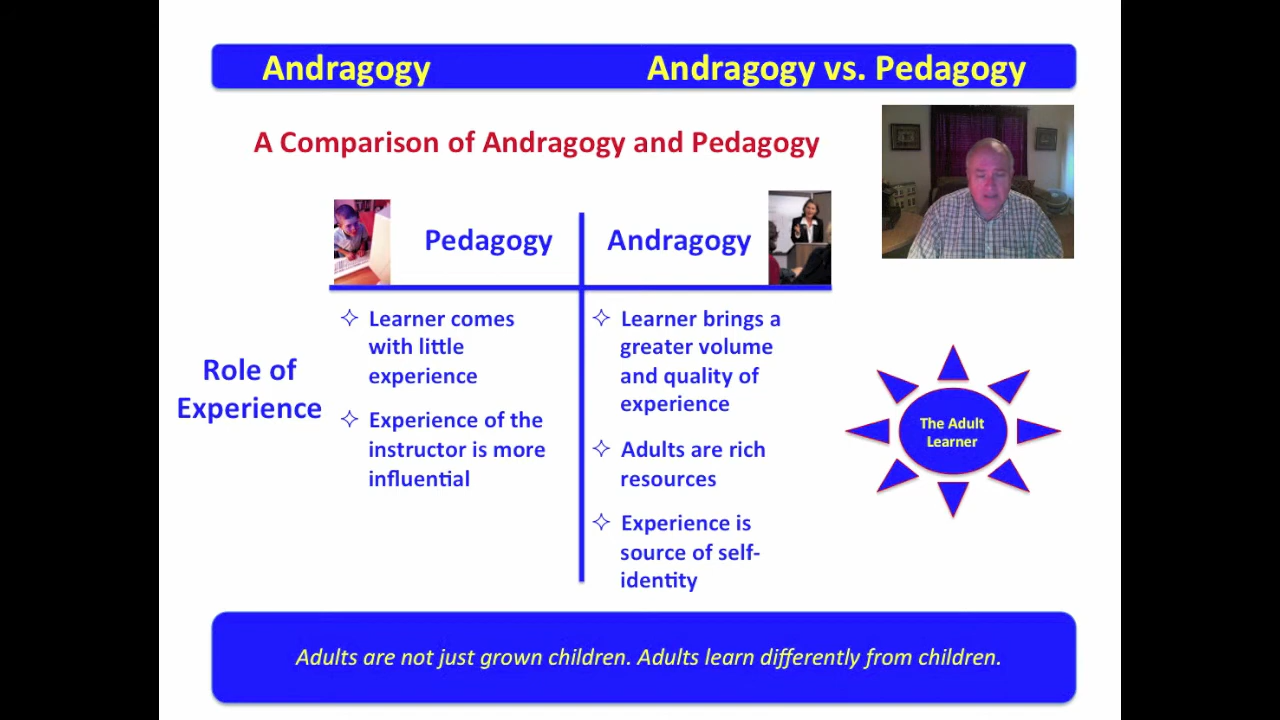 Andragogy
Andragogy vs. Pedagogy
A Comparison of Andragogy and Pedagogy
Pedagogy
Andragogy
Role of
Experience
Learner comes
with little
experience
Experience of the
instructor is more
influential
Learner brings a
greater volume
and quality of
experience
Adults are rich
resources
Experience is
source of self-
identity
The Adult
Learner
Adults are not just grown children. Adults learn differently from children.